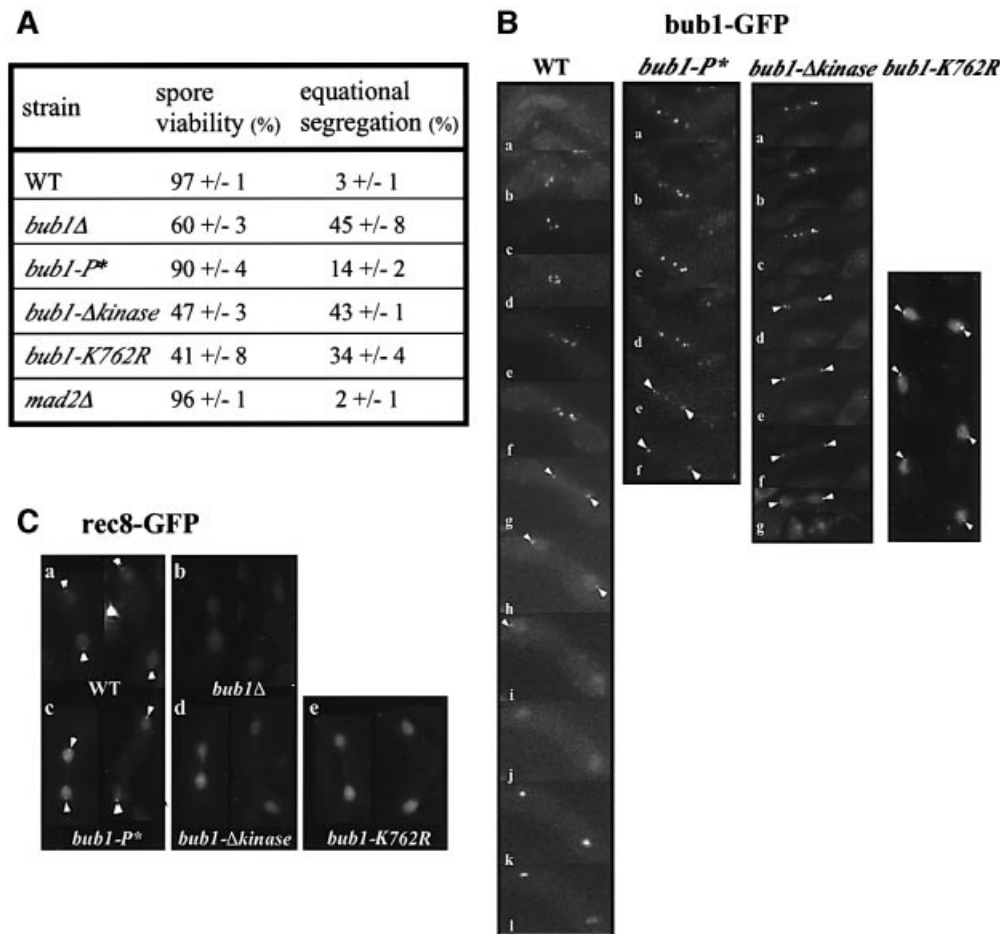 A
strain spore viability (%) equational segregation (%)
WT 97 +/- 1 3 +/- 1
bub1Δ 60 +/- 3 45 +/- 8
bub1-P* 90 +/- 4 14 +/- 2
bub1-Δkinase 47 +/- 3 43 +/- 1
bub1-K762R 41 +/- 8 34 +/- 4
mad2Δ 96 +/- 1 2 +/- 1
B
bub1-GFP
WT bub1-P* bub1-Δkinase bub1-K762R
a
b
c
d
e
f
g
h
i
j
k
l
a
b
c
d
e
f
a
b
c
d
e
f
g
C
rec8-GFP
a b
WT bub1Δ
c d e
bub1-P* bub1-Δkinase bub1-K762R